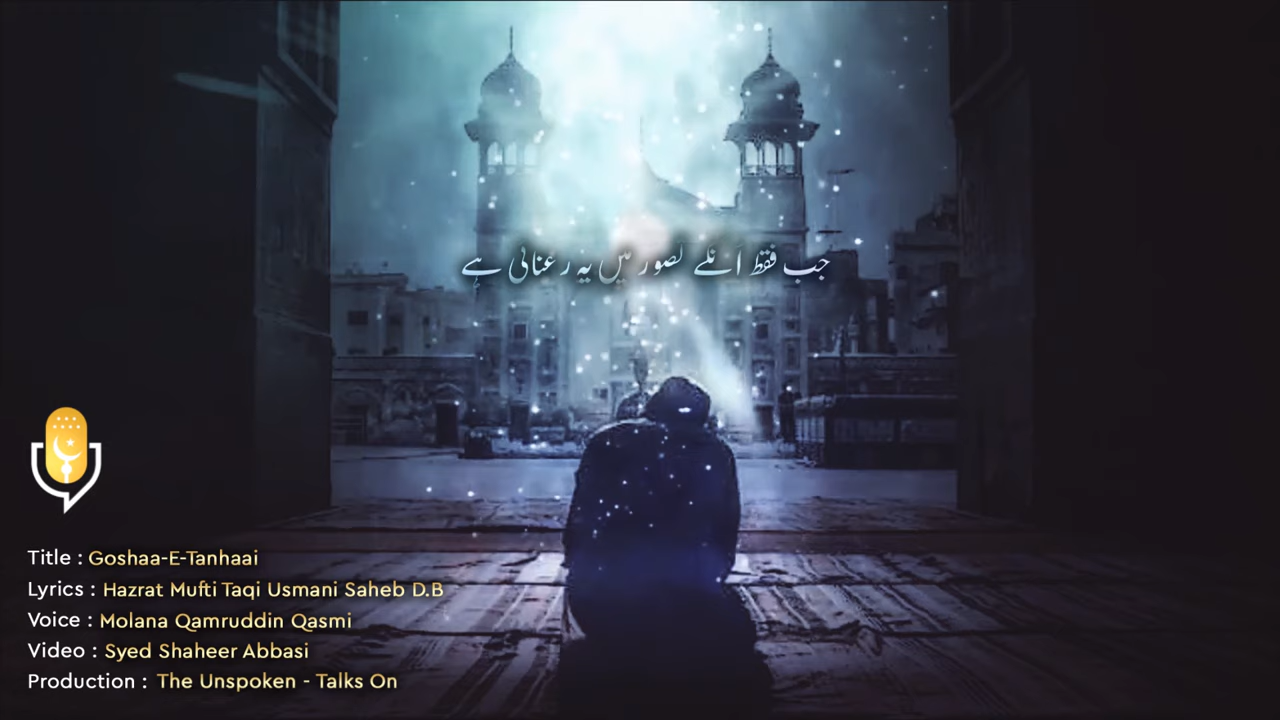 جب فقط اُنکے تصور میں یہ رعنائی ہے
Title : Goshaa-E-Tanhaai
Lyrics : Hazrat Mufti Taqi Usmani Saheb D.B
Voice : Molana Qamruddin Qasmi
Video : Syed Shaheer Abbasi
Production : The Unspoken - Talks On